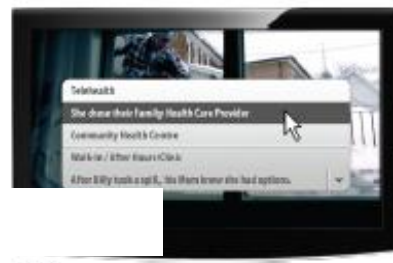 Telehealth
She chose their Family Health Care Provider
Community Health Centre
Walk-in / After Hours Clinic
After Billy took a spill, his Mom knew she had options.